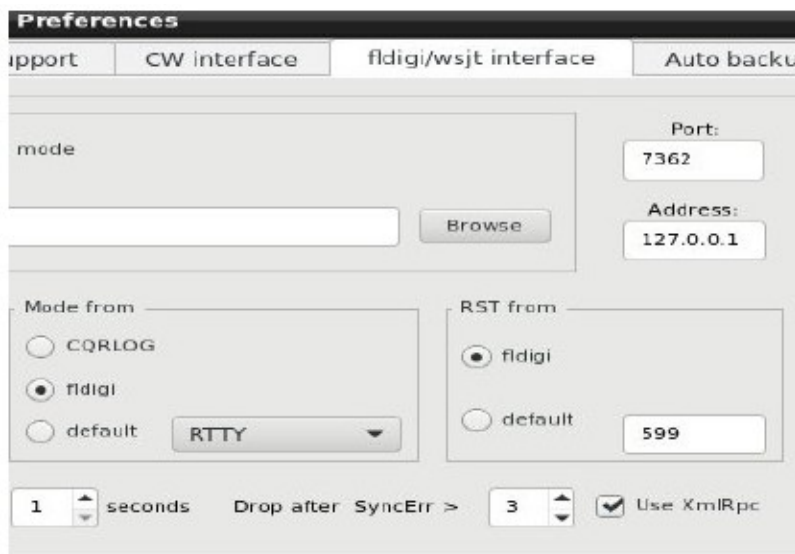 Preferences
upport CW interface fldigi/wsjt interface Auto backu
Port:
mode
7362
Address:
Browse
127.0.0.1
Mode from
RST from
CQRLOG
fldigi
fldigi
default RTTY
default 599
1 seconds Drop after SyncErr > 3 Use XmlRpc